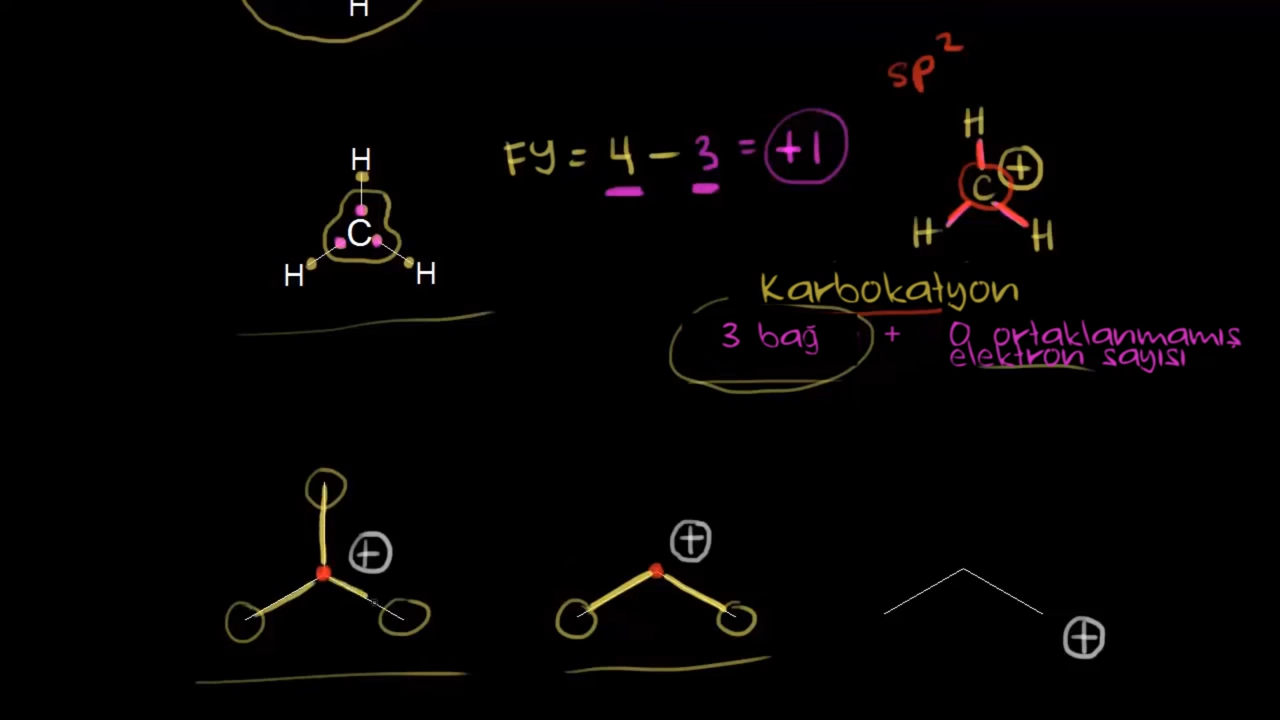 H
sp²
H
FY = 4 - 3 = +1
H
C +
C
H H
H H
Karbokatyon
3 bağ + 0 ortaklanmamış
elektron sayısı
+
+
+